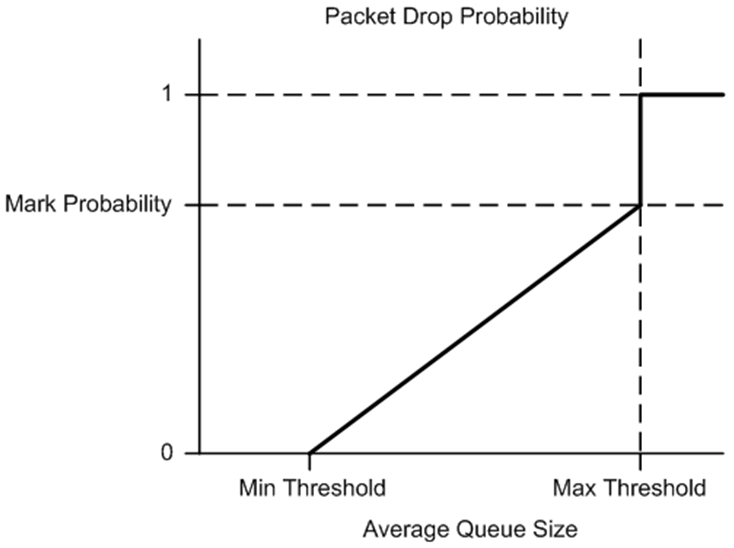 Packet Drop Probability
1
Mark Probability
0
Min Threshold
Max Threshold
Average Queue Size